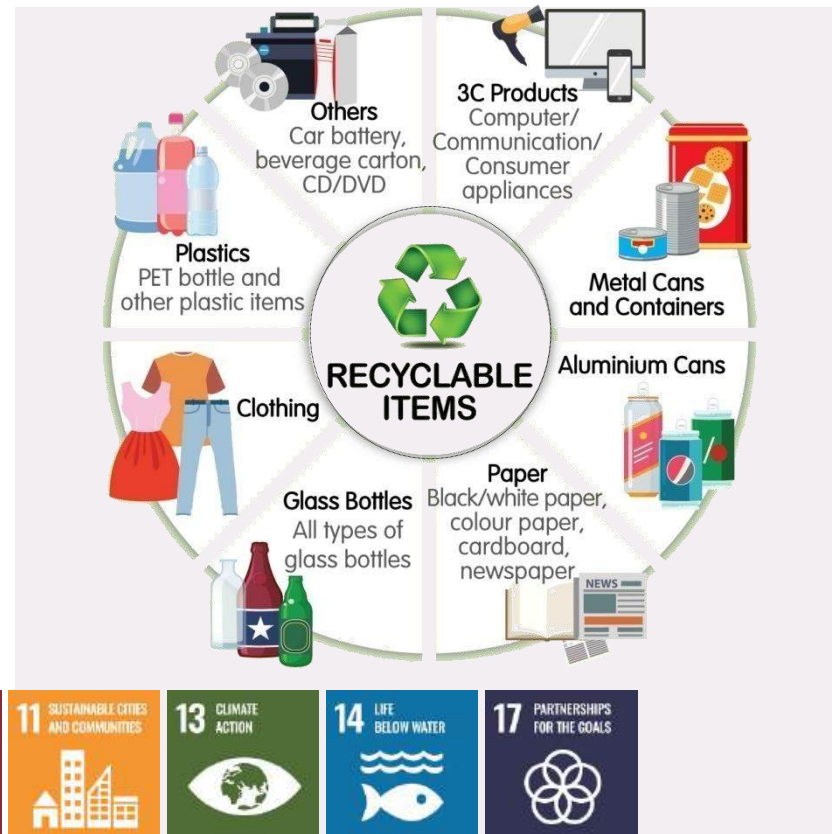 Others
Car battery,
beverage carton,
CD/DVD
3C Products
Computer/
Communication/
Consumer
appliances
Plastics
PET bottle and
other plastic items
Metal Cans
and Containers
RECYCLABLE
ITEMS
Clothing
Aluminium Cans
Glass Bottles
All types of
glass bottles
Paper
Black/white paper,
colour paper,
cardboard,
newspaper
NEWS
11 SUSTAINABLE CITIES
AND COMMUNITIES
13 CLIMATE
ACTION
14 LIFE
BELOW WATER
17 PARTNERSHIPS
FOR THE GOALS